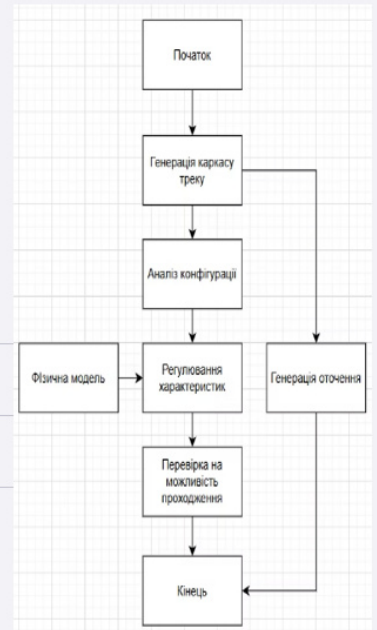 Початок
Генерація каркасу
треку
Аналіз конфігурації
Фізична модель
Регулювання
характеристик
Генерація оточення
Перевірка на
можливість
проходження
Кінець